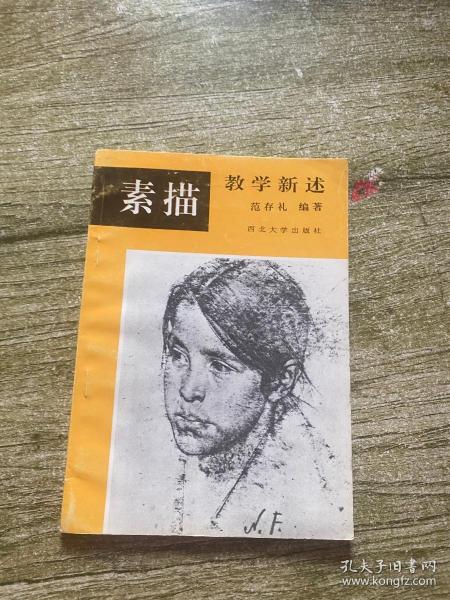 素描
教学新述
范存礼 编著
西北大学出版社
N.F.
孔夫子旧书网
www.kongfz.com